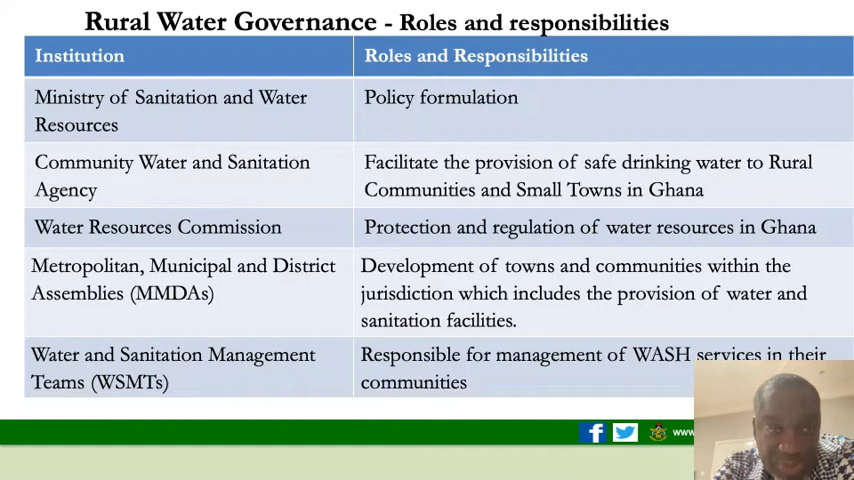 Rural Water Governance - Roles and responsibilities
Institution
Roles and Responsibilities
Ministry of Sanitation and Water
Resources
Policy formulation
Community Water and Sanitation
Agency
Facilitate the provision of safe drinking water to Rural
Communities and Small Towns in Ghana
Water Resources Commission
Protection and regulation of water resources in Ghana
Metropolitan, Municipal and District
Assemblies (MMDAs)
Development of towns and communities within the
jurisdiction which includes the provision of water and
sanitation facilities.
Water and Sanitation Management
Teams (WSMTs)
Responsible for management of WASH services in their
communities